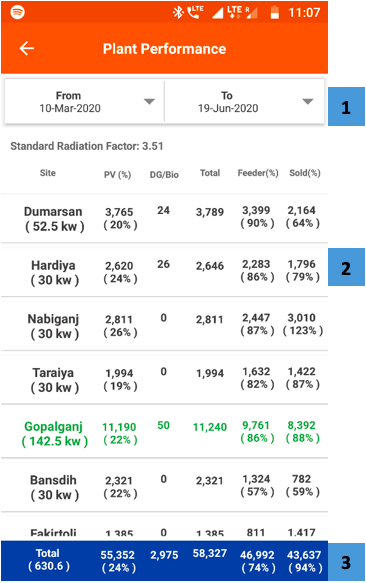 LTE LTE R 11:07
Plant Performance
From To
10-Mar-2020 19-Jun-2020
1
Standard Radiation Factor: 3.51
Site PV (%) DG/Bio Total Feeder(%) Sold(%)
Dumarsan 3,765 24 3,789 3,399 2,164
( 52.5 kw ) (20%) (90%) (64%)
Hardiya 2,620 26 2,646 2,283 1,796
( 30 kw ) (24%) (86%) (79%)
2
Nabiganj 2,811 0 2,811 2,447 3,010
( 30 kw ) (26%) (87%) (123%)
Taraiya 1,994 0 1,994 1,632 1,422
( 30 kw ) (19%) (82%) (87%)
Gopalganj 11,190 50 11,240 9,761 8,392
( 142.5 kw ) (22%) (86%) (88%)
Bansdih 2,321 0 2,321 1,324 782
( 30 kw ) (22%) (57%) (59%)
Fakirtoli 1,385 0 1,385 811 1,417
Total 55,352 2,975 58,327 46,992 43,637
( 630.6 ) (24%) (74%) (94%)
3